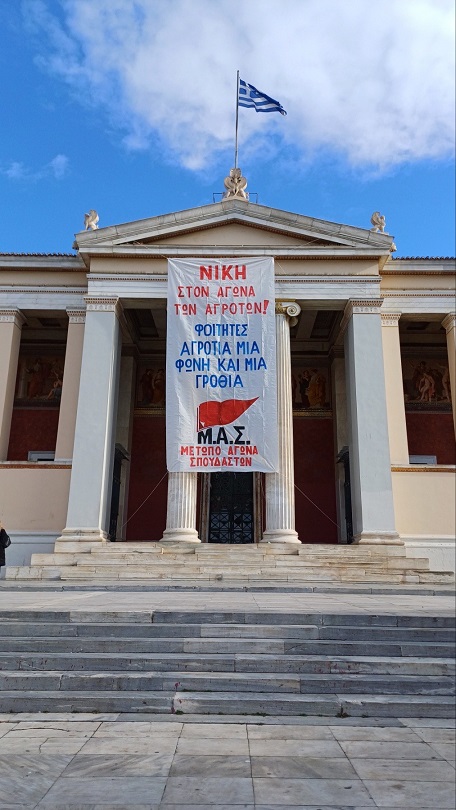 ΝΙΚΗ
ΣΤΟΝ ΑΓΩΝΑ
ΤΩΝ ΑΓΡΟΤΩΝ!
ΦΟΙΤΗΤΕΣ
ΑΓΡΟΤΙΑ ΜΙΑ
ΦΩΝΗ ΚΑΙ ΜΙΑ
ΓΡΟΘΙΑ
Μ.Α.Σ.
ΜΕΤΩΠΟ ΑΓΩΝΑ
ΣΠΟΥΔΑΣΤΩΝ